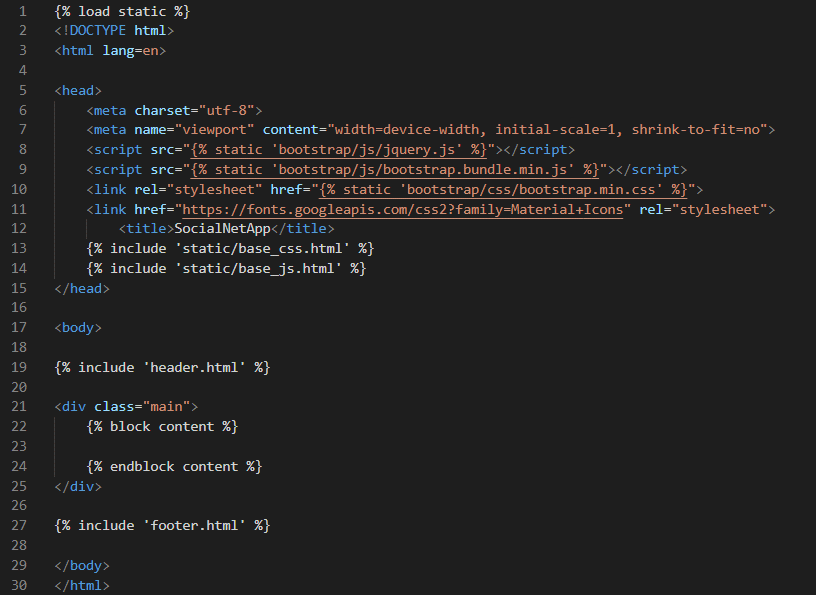 1 {% load static %}
2 <!DOCTYPE html>
3 <html lang=en>
4
5 <head>
6 <meta charset="utf-8">
7 <meta name="viewport" content="width=device-width, initial-scale=1, shrink-to-fit=no">
8 <script src="{% static 'bootstrap/js/jquery.js' %}"></script>
9 <script src="{% static 'bootstrap/js/bootstrap.bundle.min.js' %}"></script>
10 <link rel="stylesheet" href="{% static 'bootstrap/css/bootstrap.min.css' %}">
11 <link href="https://fonts.googleapis.com/css2?family=Material+Icons" rel="stylesheet">
12 <title>SocialNetApp</title>
13 {% include 'static/base_css.html' %}
14 {% include 'static/base_js.html' %}
15 </head>
16
17 <body>
18
19 {% include 'header.html' %}
20
21 <div class="main">
22 {% block content %}
23
24 {% endblock content %}
25 </div>
26
27 {% include 'footer.html' %}
28
29 </body>
30 </html>